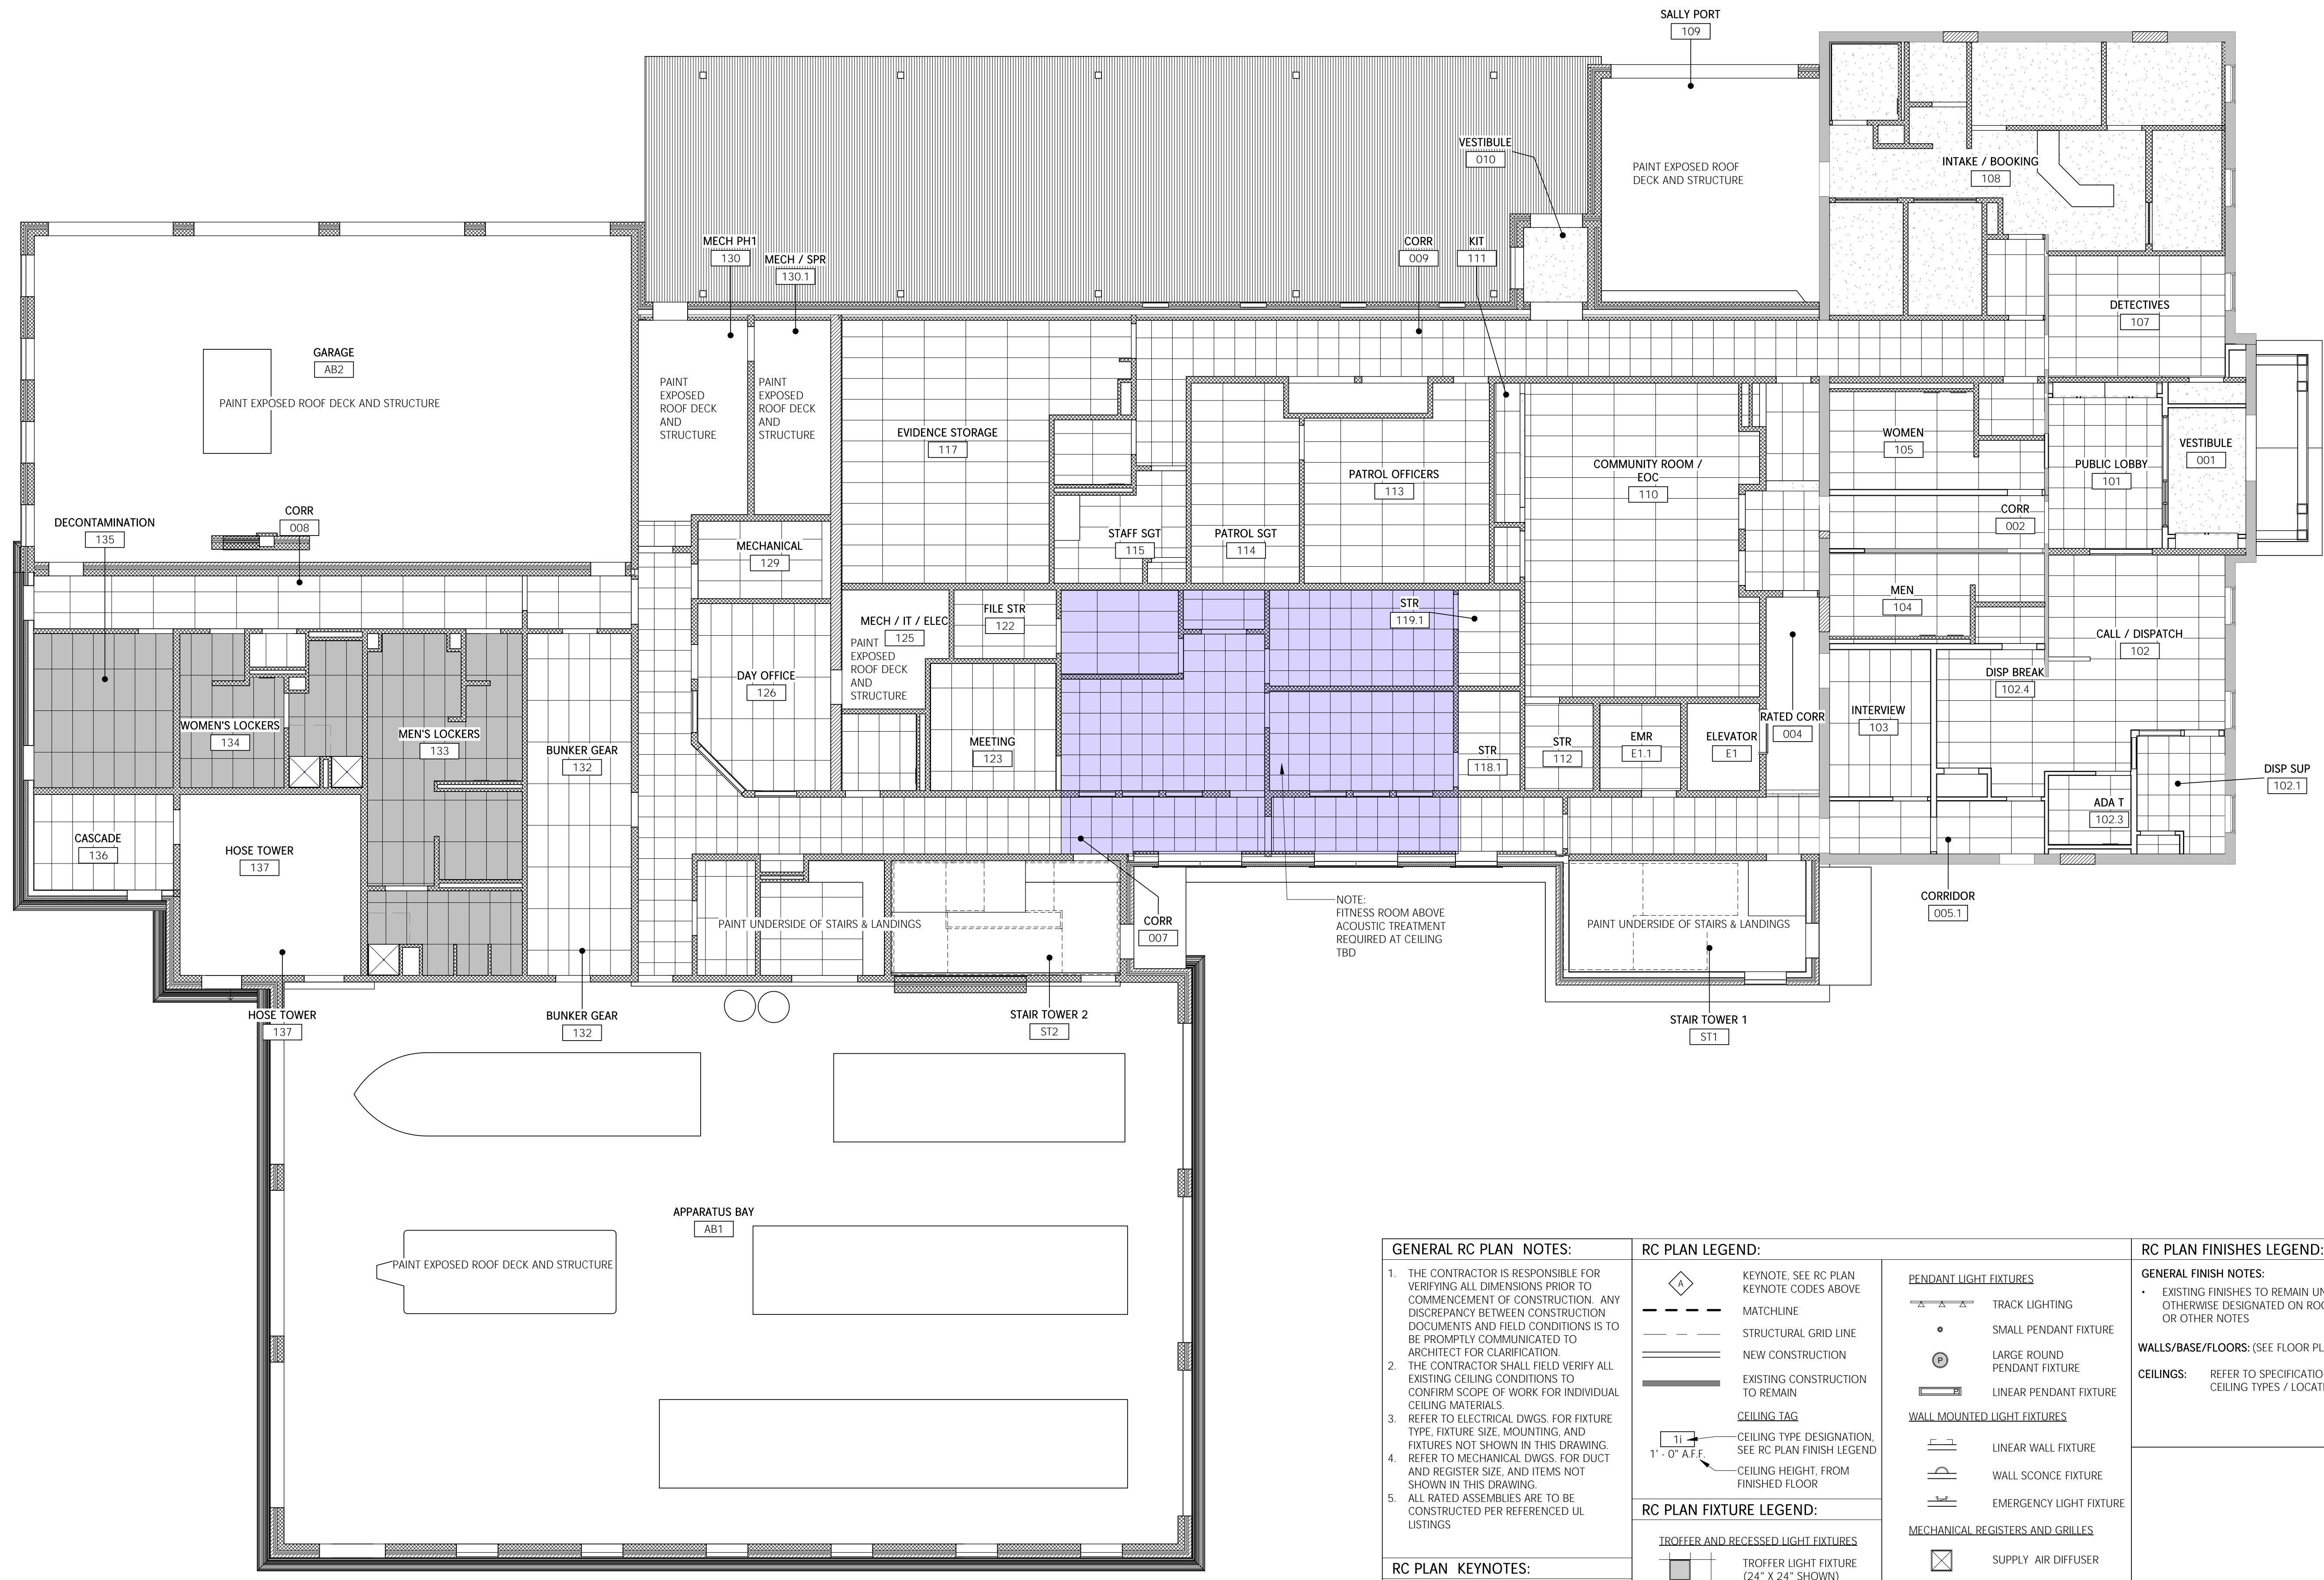 SALLY PORT
109
VESTIBULE
010
PAINT EXPOSED ROOF
DECK AND STRUCTURE
INTAKE / BOOKING
108
MECH PH1
130
MECH / SPR
130.1
CORR
009
KIT
111
DETECTIVES
107
GARAGE
AB2
PAINT EXPOSED ROOF DECK AND STRUCTURE
PAINT
EXPOSED
ROOF DECK
AND
STRUCTURE
PAINT
EXPOSED
ROOF DECK
AND
STRUCTURE
EVIDENCE STORAGE
117
PATROL OFFICERS
113
COMMUNITY ROOM /
EOC
110
WOMEN
105
PUBLIC LOBBY
101
VESTIBULE
001
DECONTAMINATION
135
CORR
008
MECHANICAL
129
STAFF SGT
115
PATROL SGT
114
CORR
002
MECH / IT / ELEC
125
PAINT
EXPOSED
ROOF DECK
AND
STRUCTURE
FILE STR
122
STR
119.1
MEN
104
CALL / DISPATCH
102
DAY OFFICE
126
DISP BREAK
102.4
WOMEN'S LOCKERS
134
MEN'S LOCKERS
133
BUNKER GEAR
132
MEETING
123
STR
118.1
STR
112
EMR
E1.1
ELEVATOR
E1
RATED CORR
004
INTERVIEW
103
DISP SUP
102.1
ADA T
102.3
CASCADE
136
HOSE TOWER
137
PAINT UNDERSIDE OF STAIRS & LANDINGS
CORR
007
NOTE:
FITNESS ROOM ABOVE
ACOUSTIC TREATMENT
REQUIRED AT CEILING
TBD
PAINT UNDERSIDE OF STAIRS & LANDINGS
CORRIDOR
005.1
HOSE TOWER
137
BUNKER GEAR
132
STAIR TOWER 2
ST2
STAIR TOWER 1
ST1
APPARATUS BAY
AB1
PAINT EXPOSED ROOF DECK AND STRUCTURE
GENERAL RC PLAN NOTES:
1. THE CONTRACTOR IS RESPONSIBLE FOR
VERIFYING ALL DIMENSIONS PRIOR TO
COMMENCEMENT OF CONSTRUCTION. ANY
DISCREPANCY BETWEEN CONSTRUCTION
DOCUMENTS AND FIELD CONDITIONS IS TO
BE PROMPTLY COMMUNICATED TO
ARCHITECT FOR CLARIFICATION.
2. THE CONTRACTOR SHALL FIELD VERIFY ALL
EXISTING CEILING CONDITIONS TO
CONFIRM SCOPE OF WORK FOR INDIVIDUAL
CEILING MATERIALS.
3. REFER TO ELECTRICAL DWGS. FOR FIXTURE
TYPE, FIXTURE SIZE, MOUNTING, AND
FIXTURES NOT SHOWN IN THIS DRAWING.
4. REFER TO MECHANICAL DWGS. FOR DUCT
AND REGISTER SIZE, AND ITEMS NOT
SHOWN IN THIS DRAWING.
5. ALL RATED ASSEMBLIES ARE TO BE
CONSTRUCTED PER REFERENCED UL
LISTINGS
RC PLAN KEYNOTES:
RC PLAN LEGEND:
A
KEYNOTE, SEE RC PLAN
KEYNOTE CODES ABOVE
MATCHLINE
STRUCTURAL GRID LINE
NEW CONSTRUCTION
EXISTING CONSTRUCTION
TO REMAIN
CEILING TAG
1i
1' - 0" A.F.F.
CEILING TYPE DESIGNATION,
SEE RC PLAN FINISH LEGEND
CEILING HEIGHT, FROM
FINISHED FLOOR
RC PLAN FIXTURE LEGEND:
TROFFER AND RECESSED LIGHT FIXTURES
TROFFER LIGHT FIXTURE
(24" X 24" SHOWN)
PENDANT LIGHT FIXTURES
TRACK LIGHTING
SMALL PENDANT FIXTURE
P
LARGE ROUND
PENDANT FIXTURE
P
LINEAR PENDANT FIXTURE
WALL MOUNTED LIGHT FIXTURES
LINEAR WALL FIXTURE
WALL SCONCE FIXTURE
EMERGENCY LIGHT FIXTURE
MECHANICAL REGISTERS AND GRILLES
SUPPLY AIR DIFFUSER
RC PLAN FINISHES LEGEND:
GENERAL FINISH NOTES:
• EXISTING FINISHES TO REMAIN
OTHERWISE DESIGNATED ON
OR OTHER NOTES
WALLS/BASE/FLOORS: (SEE FLOOR
CEILINGS: REFER TO
CEILING TYPES /